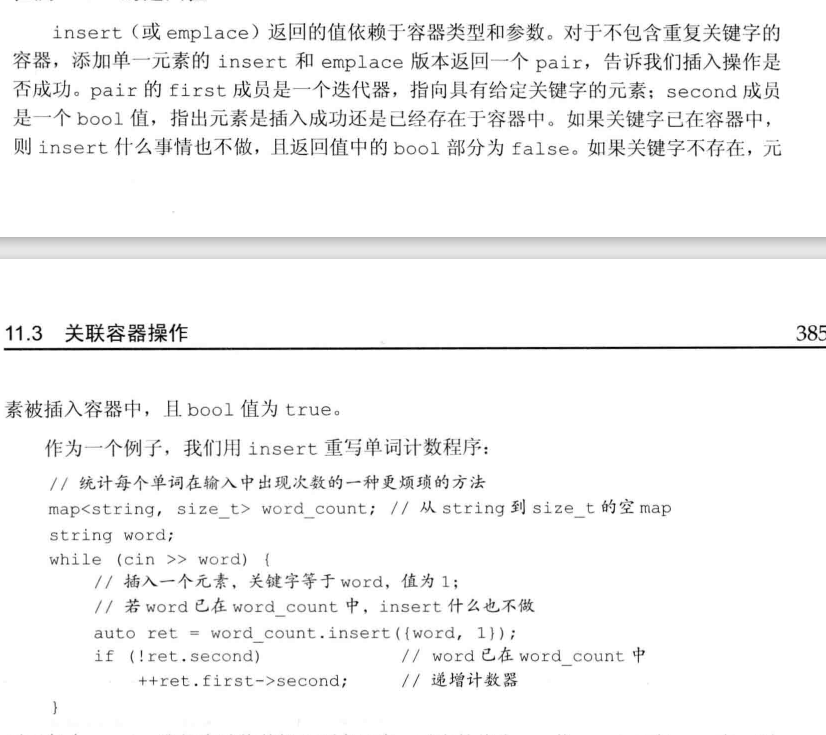 insert（或 emplace）返回的值依赖于容器类型和参数。对于不包含重复关键字的
容器，添加单一元素的 insert 和 emplace 版本返回一个 pair，告诉我们插入操作是
否成功。pair 的 first 成员是一个迭代器，指向具有给定关键字的元素；second 成员
是一个 bool 值，指出元素是插入成功还是已经存在于容器中。如果关键字已在容器中，
则 insert 什么事情也不做，且返回值中的 bool 部分为 false。如果关键字不存在，元
11.3 关联容器操作 385
素被插入容器中，且 bool 值为 true。
作为一个例子，我们用 insert 重写单词计数程序：
// 统计每个单词在输入中出现次数的一种更烦琐的方法
map<string, size_t> word_count; // 从 string 到 size_t 的空 map
string word;
while (cin >> word) {
// 插入一个元素，关键字等于 word，值为 1；
// 若 word 已在 word_count 中，insert 什么也不做
auto ret = word_count.insert({word, 1});
if (!ret.second) // word 已在 word_count 中
++ret.first->second; // 递增计数器
}